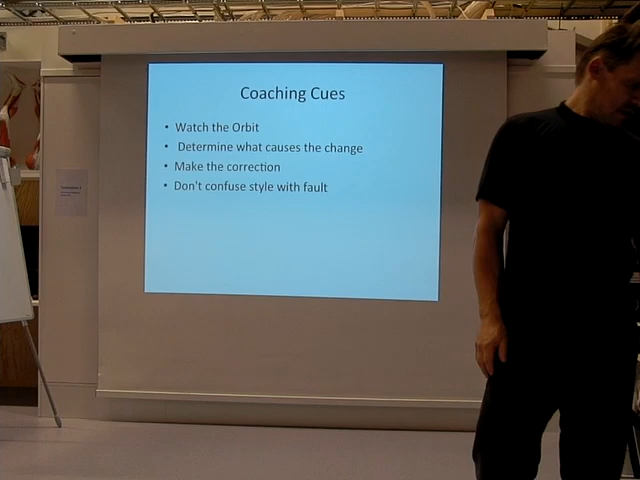 Coaching Cues
• Watch the Orbit
• Determine what causes the change
• Make the correction
• Don't confuse style with fault